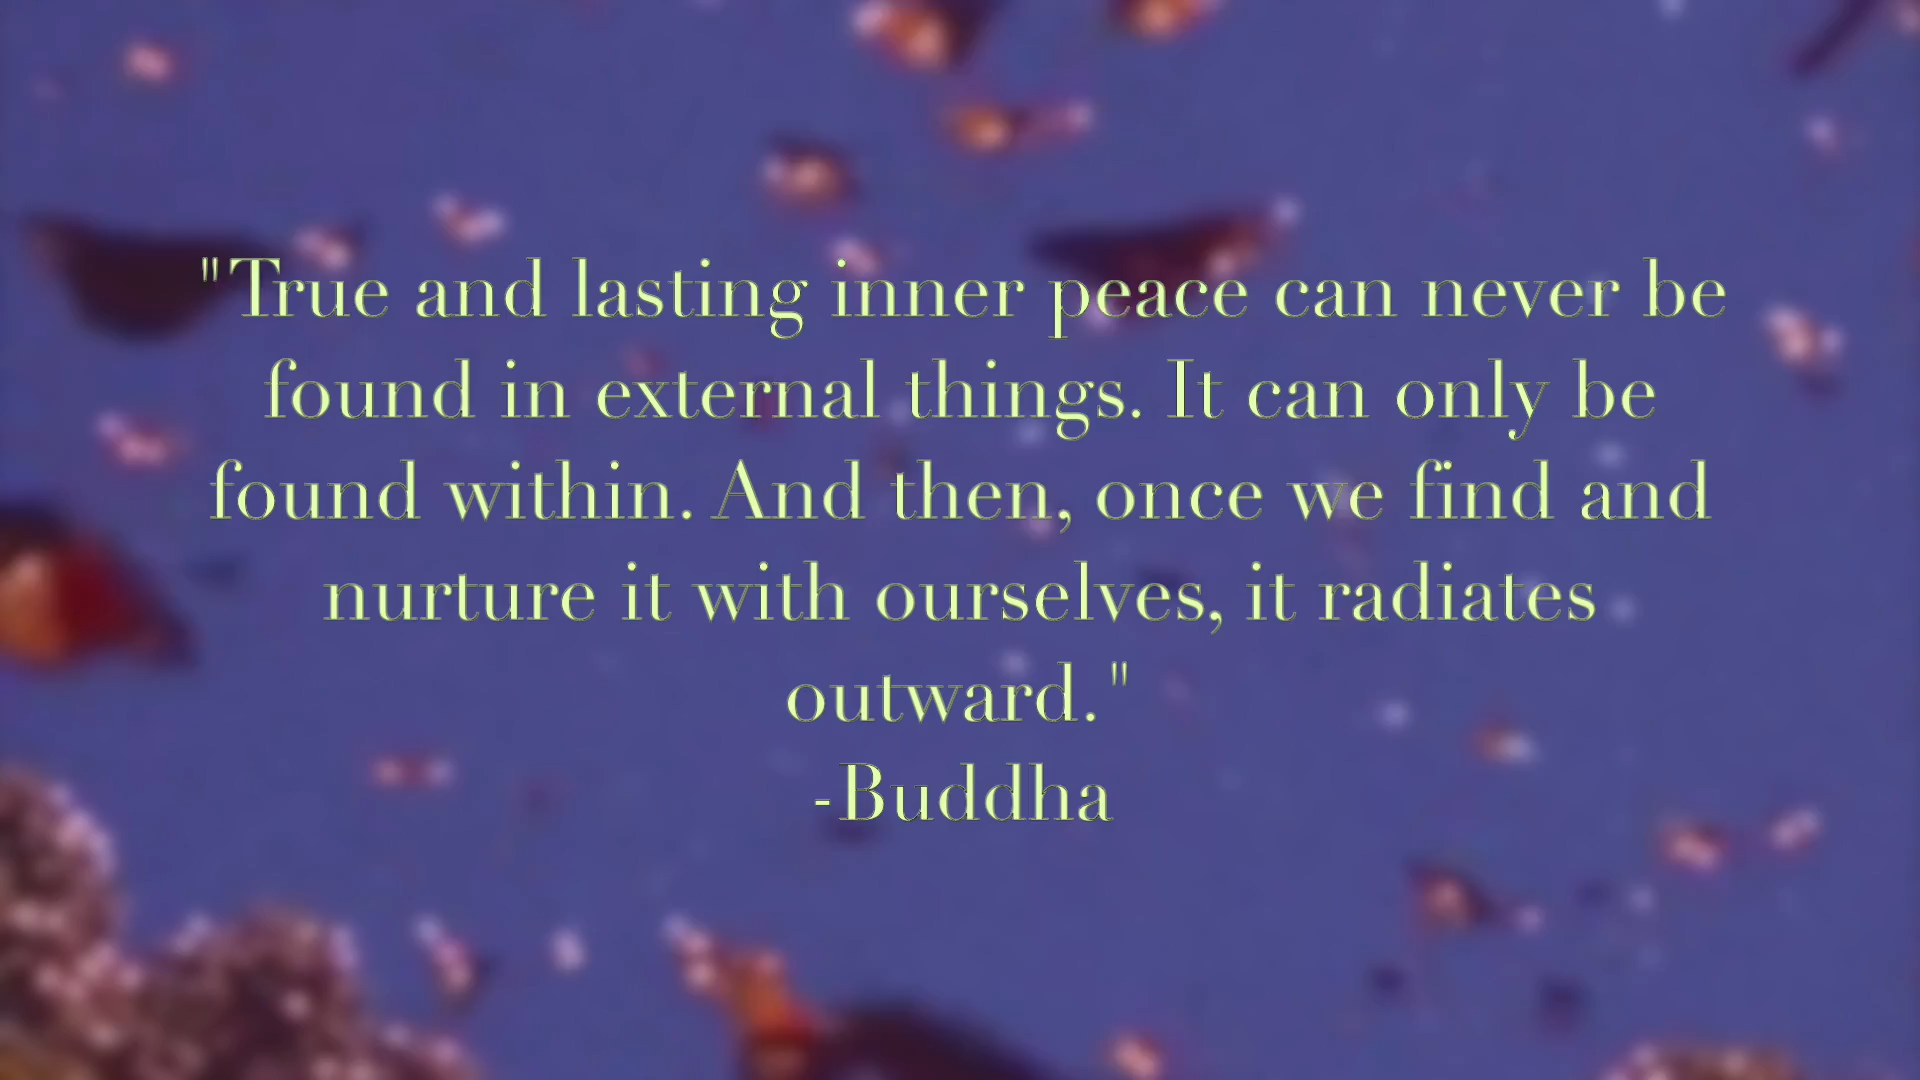 "True and lasting inner peace can never be
found in external things. It can only be
found within. And then, once we find and
nurture it with ourselves, it radiates
outward."
-Buddha